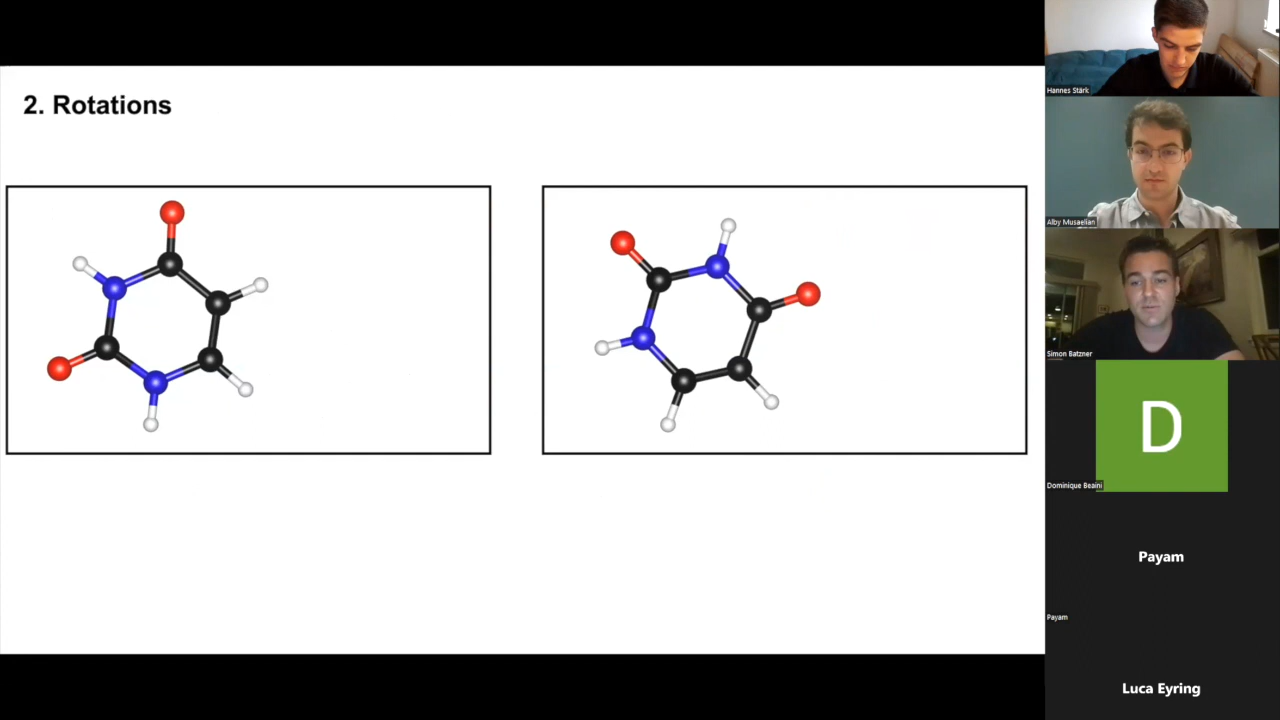 2. Rotations
Hannes Stärk
Alby Musaelian
Simon Batzner
D
Dominique Beaini
Payam
Payam
Luca Eyring